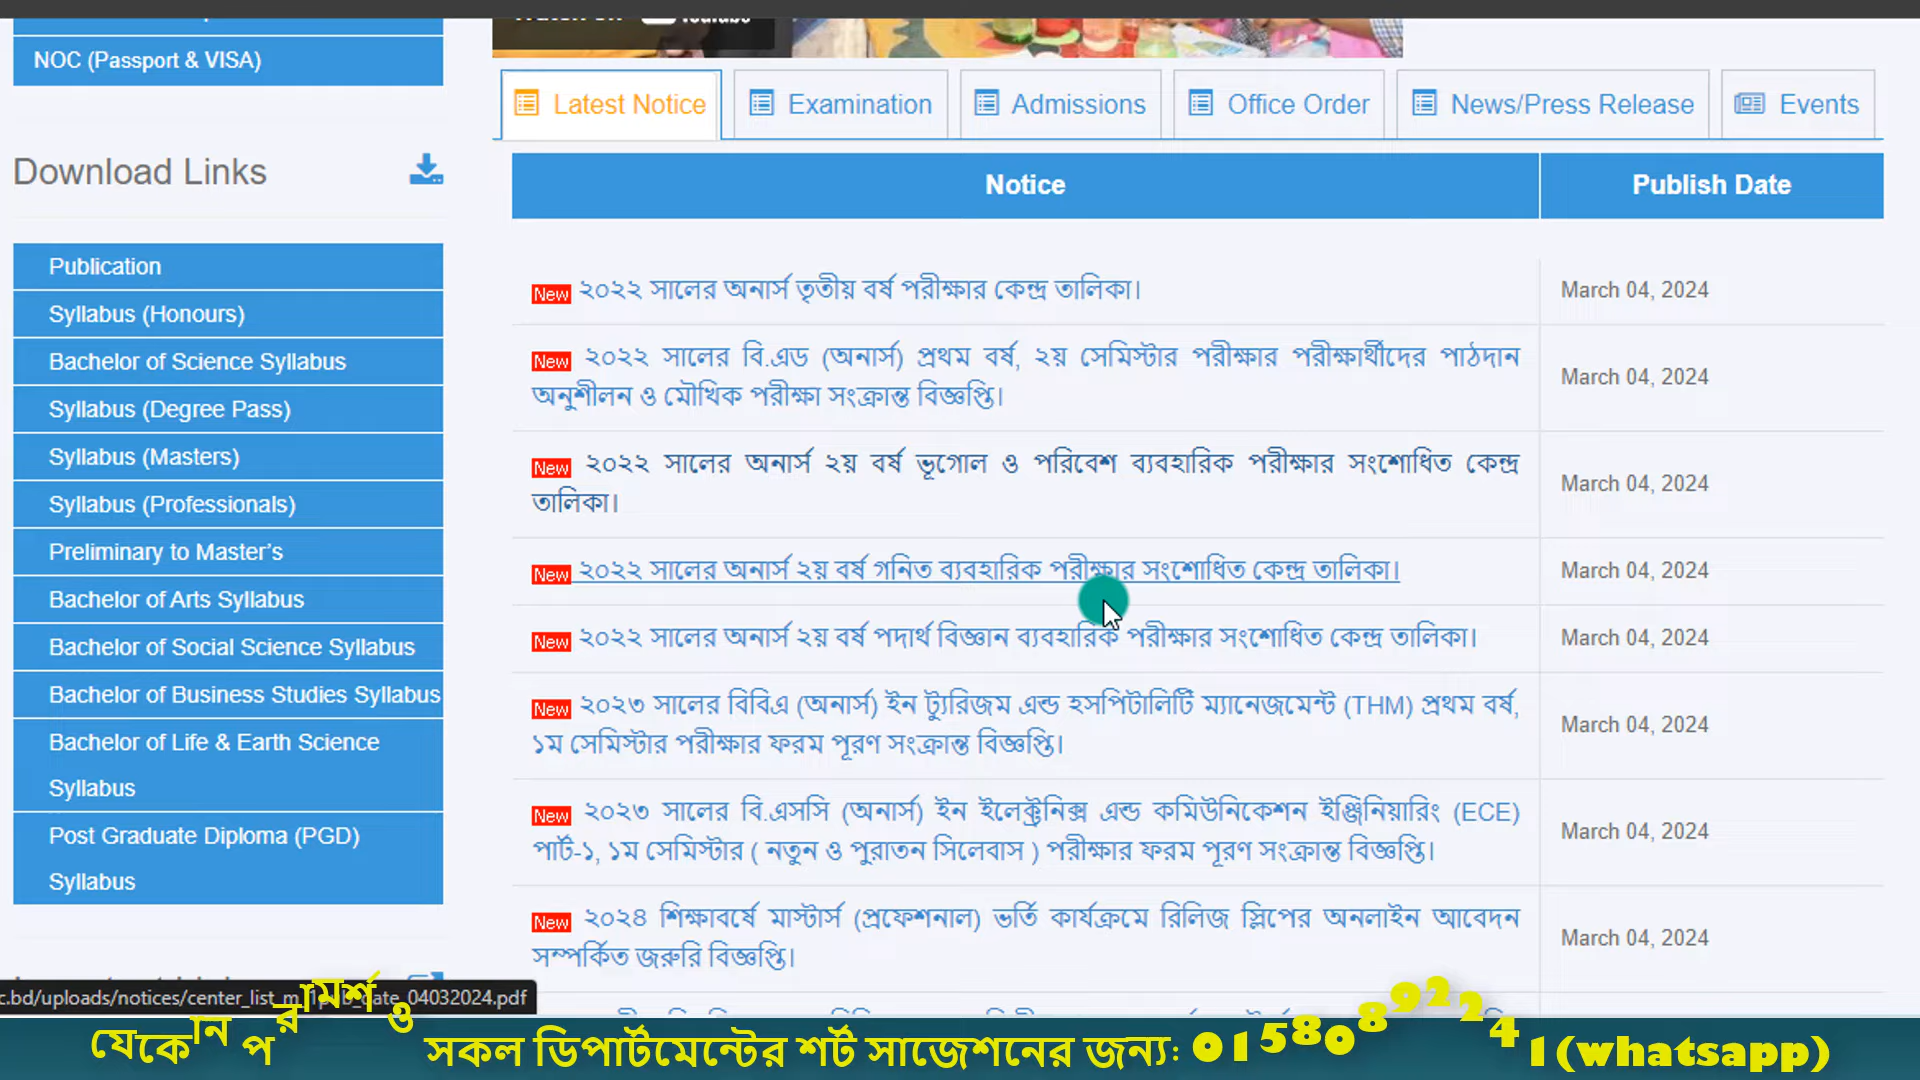 NOC (Passport & VISA)
Download Links
Publication
Syllabus (Honours)
Bachelor of Science Syllabus
Syllabus (Degree Pass)
Syllabus (Masters)
Syllabus (Professionals)
Preliminary to Master’s
Bachelor of Arts Syllabus
Bachelor of Social Science Syllabus
Bachelor of Business Studies Syllabus
Bachelor of Life & Earth Science
Syllabus
Post Graduate Diploma (PGD)
Syllabus
Latest Notice Examination Admissions Office Order News/Press Release Events
Notice Publish Date
New ২০২২ সালের অনার্স তৃতীয় বর্ষ পরীক্ষার কেন্দ্র তালিকা। March 04, 2024
New ২০২২ সালের বি.এড (অনার্স) প্রথম বর্ষ, ২য় সেমিস্টার পরীক্ষার পরীক্ষার্থীদের পাঠদান
অনুশীলন ও মৌখিক পরীক্ষা সংক্রান্ত বিজ্ঞপ্তি। March 04, 2024
New ২০২২ সালের অনার্স ২য় বর্ষ ভূগোল ও পরিবেশ ব্যবহারিক পরীক্ষার সংশোধিত কেন্দ্র
তালিকা। March 04, 2024
New ২০২২ সালের অনার্স ২য় বর্ষ গনিত ব্যবহারিক পরীক্ষার সংশোধিত কেন্দ্র তালিকা। March 04, 2024
New ২০২২ সালের অনার্স ২য় বর্ষ পদার্থ বিজ্ঞান ব্যবহারিক পরীক্ষার সংশোধিত কেন্দ্র তালিকা। March 04, 2024
New ২০২৩ সালের বিবিএ (অনার্স) ইন ট্যুরিজম এন্ড হসপিটালিটি ম্যানেজমেন্ট (THM) প্রথম বর্ষ,
১ম সেমিস্টার পরীক্ষার ফরম পূরণ সংক্রান্ত বিজ্ঞপ্তি। March 04, 2024
New ২০২৩ সালের বি.এসসি (অনার্স) ইন ইলেক্ট্রনিক্স এন্ড কমিউনিকেশন ইঞ্জিনিয়ারিং (ECE)
পার্ট-১, ১ম সেমিস্টার ( নতুন ও পুরাতন সিলেবাস ) পরীক্ষার ফরম পূরণ সংক্রান্ত বিজ্ঞপ্তি। March 04, 2024
New ২০২৪ শিক্ষাবর্ষে মাস্টার্স (প্রফেশনাল) ভর্তি কার্যক্রমে রিলিজ স্লিপের অনলাইন আবেদন
সম্পর্কিত জরুরি বিজ্ঞপ্তি। March 04, 2024
c.bd/uploads/notices/center_list_m date_04032024.pdf
যেকোন পরামর্শ ও সকল ডিপার্টমেন্টের শর্ট সাজেশনের জন্য: 01580892241(whatsapp)